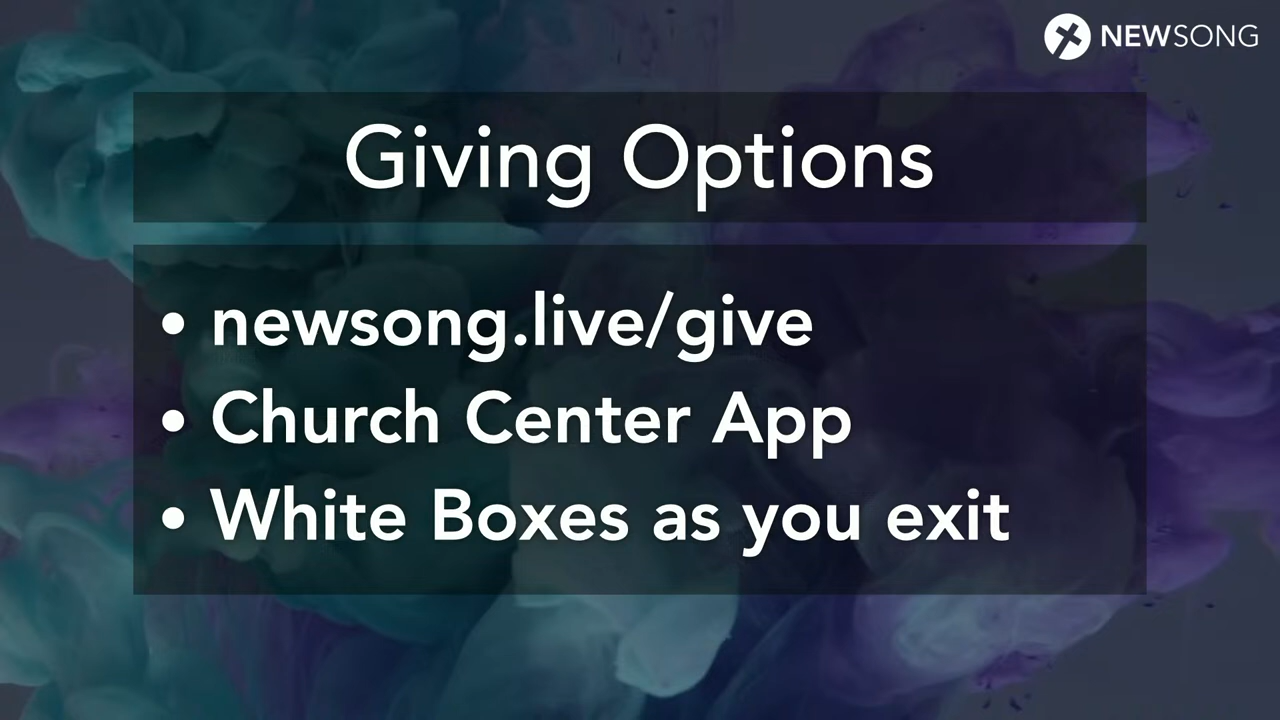 NEWSONG
Giving Options
• newsong.live/give
• Church Center App
• White Boxes as you exit